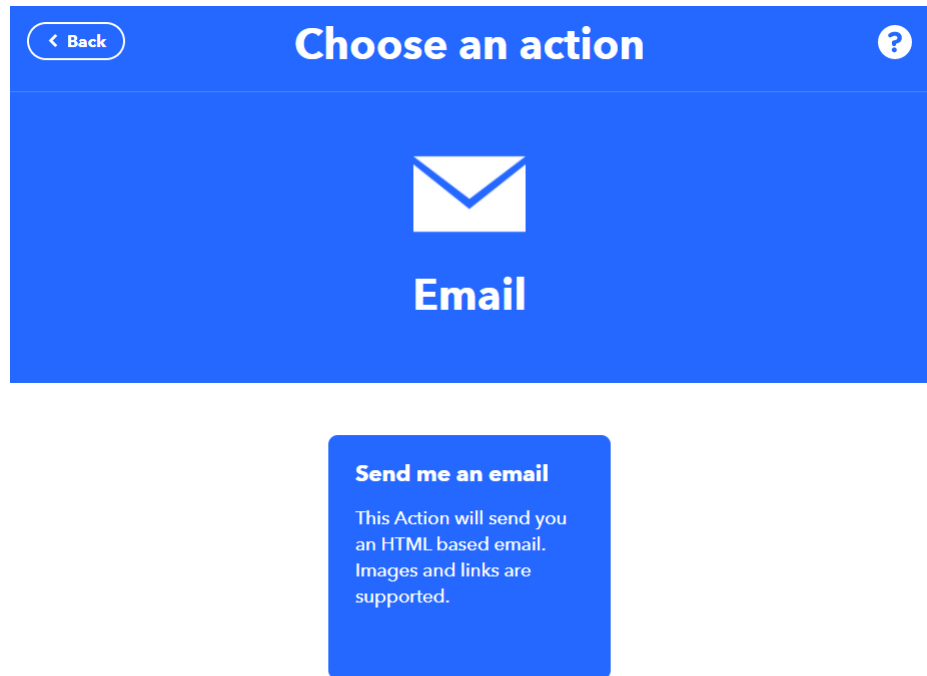 Back
Choose an action
?
Email
Send me an email
This Action will send you
an HTML based email.
Images and links are
supported.